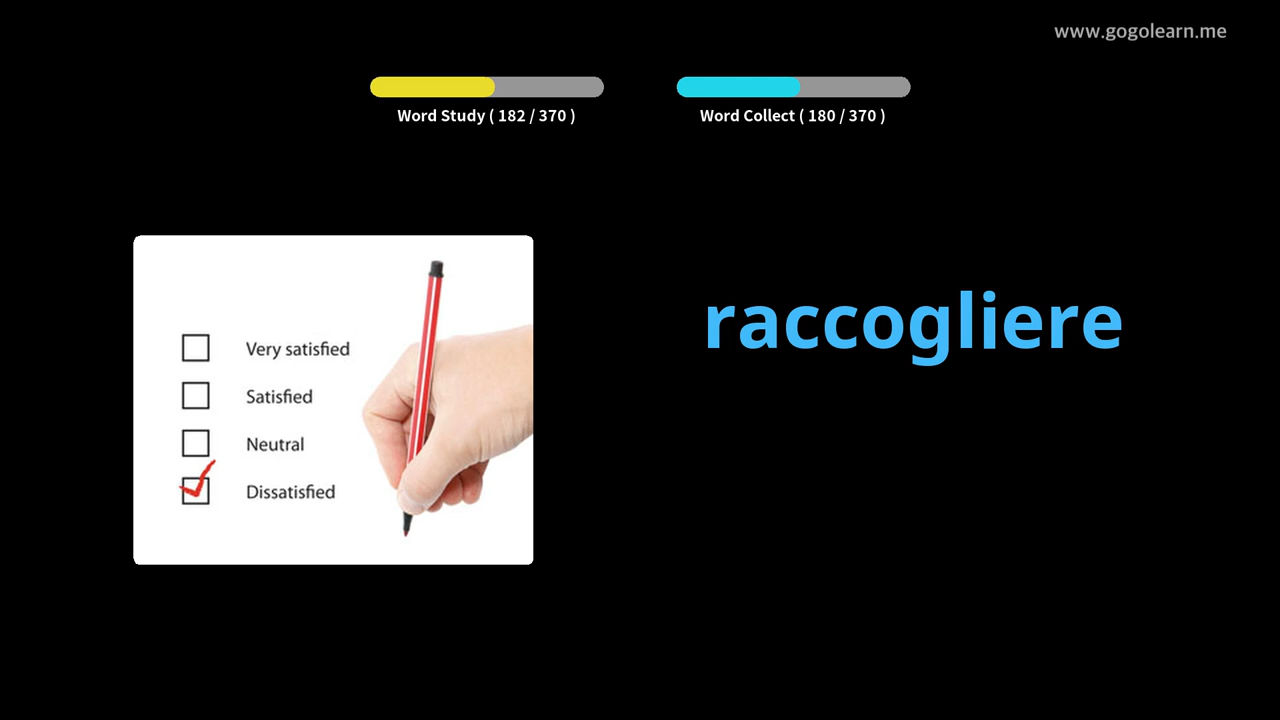 www.gogolearn.me
Word Study ( 182 / 370 )
Word Collect ( 180 / 370 )
raccogliere
Very satisfied
Satisfied
Neutral
Dissatisfied